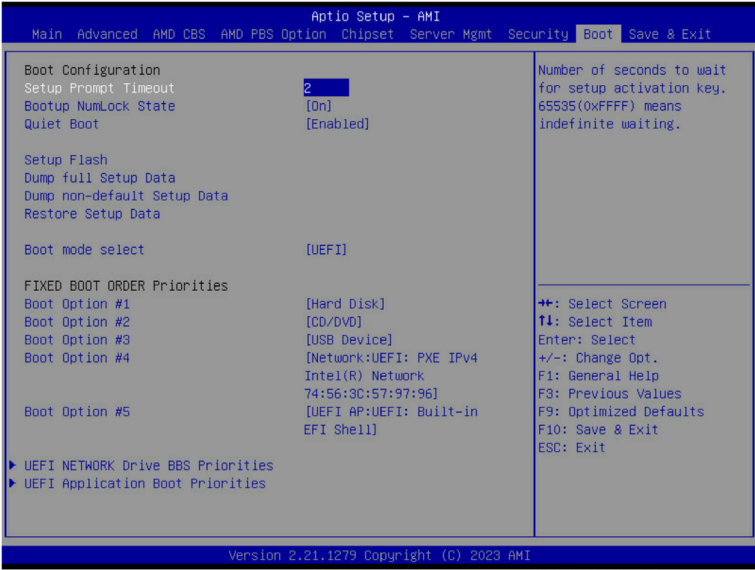 Aptio Setup – AMI
Main Advanced AMD CBS AMD PBS Option Chipset Server Mgmt Security Boot Save & Exit
Boot Configuration
Setup Prompt Timeout 2
Bootup NumLock State [On]
Quiet Boot [Enabled]
Setup Flash
Dump full Setup Data
Dump non-default Setup Data
Restore Setup Data
Boot mode select [UEFI]
FIXED BOOT ORDER Priorities
Boot Option #1 [Hard Disk]
Boot Option #2 [CD/DVD]
Boot Option #3 [USB Device]
Boot Option #4 [Network:UEFI: PXE IPv4
Intel(R) Network
74:56:3C:57:97:96]
Boot Option #5 [UEFI AP:UEFI: Built-in
EFI Shell]
UEFI NETWORK Drive BBS Priorities
UEFI Application Boot Priorities
Number of seconds to wait
for setup activation key.
65535(0xFFFF) means
indefinite waiting.
→←: Select Screen
↑↓: Select Item
Enter: Select
+/-: Change Opt.
F1: General Help
F3: Previous Values
F9: Optimized Defaults
F10: Save & Exit
ESC: Exit
Version 2.21.1279 Copyright (C) 2023 AMI